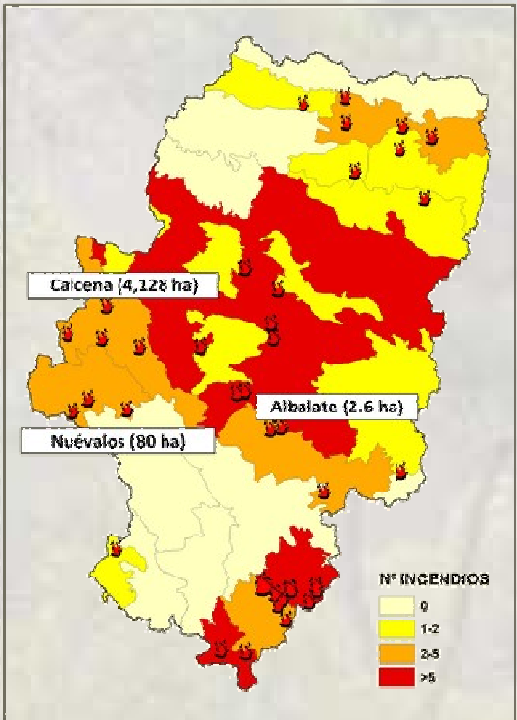 Calcena (4,128 ha)
Albalate (2.6 ha)
Nuévalos (80 ha)
Nº INCENDIOS
0
1-2
2-5
>5